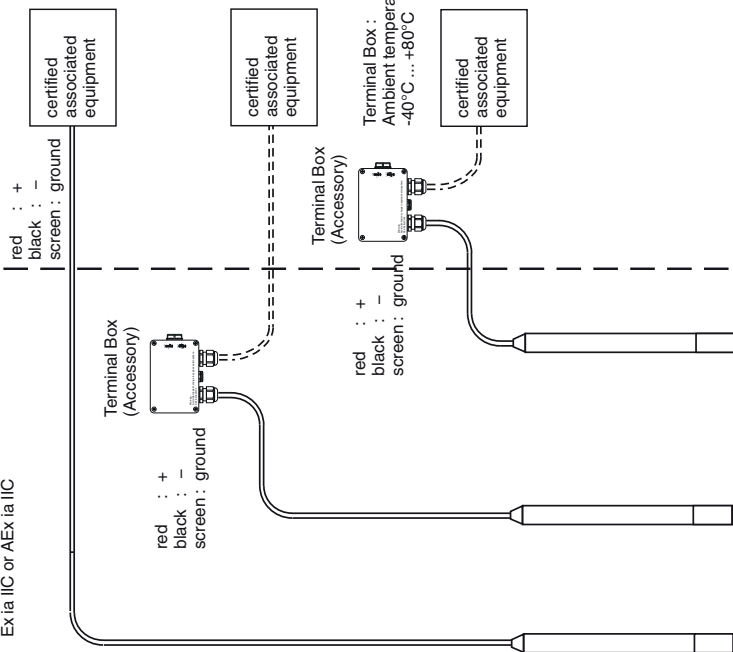 Ex ia IIC or AEx ia IIC
red : +
black : –
screen : ground
certified
associated
equipment
Terminal Box
(Accessory)
red : +
black : –
screen : ground
certified
associated
equipment
Terminal Box
(Accessory)
red : +
black : –
screen : ground
Terminal Box :
Ambient tempera
-40°C ... +80°C
certified
associated
equipment